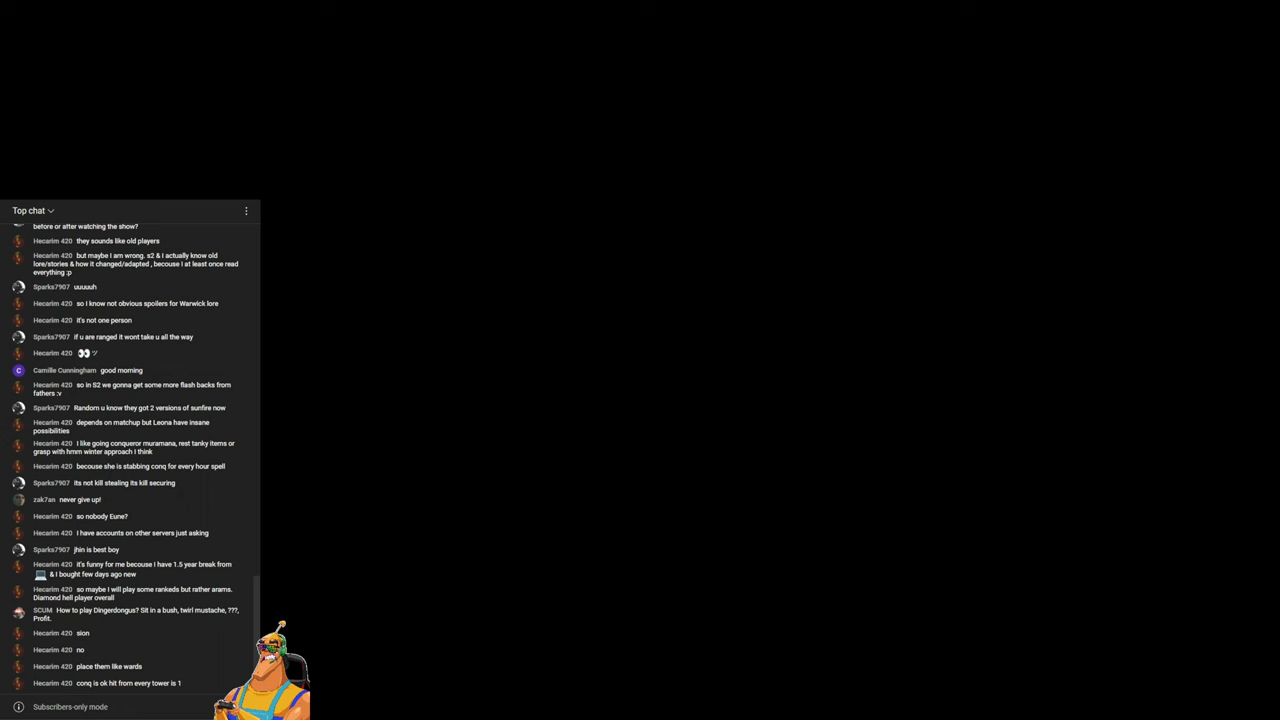 Top chat
before or after watching the show?
Hecarim 420 they sounds like old players
Hecarim 420 but maybe I am wrong. s2 & I actually know old
lore/stories & how it changed/adapted , becouse I at least once read
everything ;p
Sparks7907 uuuuuh
Hecarim 420 so I know not obvious spoilers for Warwick lore
Hecarim 420 it's not one person
Sparks7907 if u are ranged it wont take u all the way
Hecarim 420 👀 ツ
C Camille Cunningham good morning
Hecarim 420 so in S2 we gonna get some more flash backs from
fathers :v
Sparks7907 Random u know they got 2 versions of sunfire now
Hecarim 420 depends on matchup but Leona have insane
possibilities
Hecarim 420 I like going conqueror muramana, rest tanky items or
grasp with hmm winter approach I think
Hecarim 420 becouse she is stabbing conq for every hour spell
Sparks7907 its not kill stealing its kill securing
zak7an never give up!
Hecarim 420 so nobody Eune?
Hecarim 420 I have accounts on other servers just asking
Sparks7907 jhin is best boy
Hecarim 420 it's funny for me becouse I have 1.5 year break from
💻 & I bought few days ago new
Hecarim 420 so maybe I will play some rankeds but rather arams.
Diamond hell player overall
SCUM How to play Dingerdongus? Sit in a bush, twirl mustache, ???,
Profit.
Hecarim 420 sion
Hecarim 420 no
Hecarim 420 place them like wards
Hecarim 420 conq is ok hit from every tower is 1
Subscribers-only mode